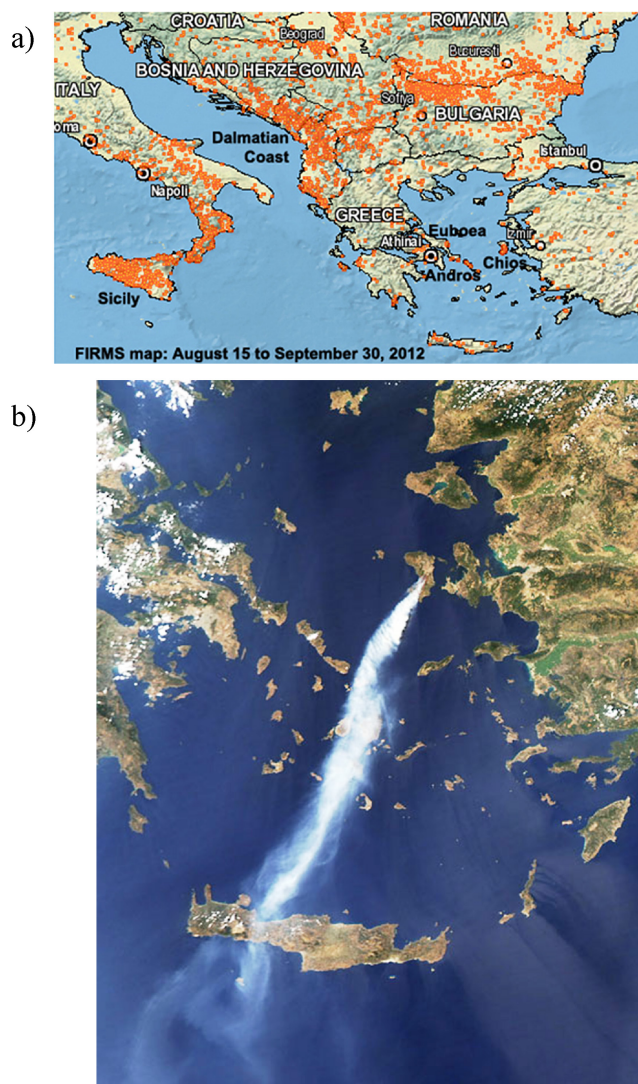 a)
CROATIA
ROMANIA
Beograd
Bucuresti
BOSNIA AND HERZEGOVINA
ITALY
Sofiya
BULGARIA
oma
Dalmatian
Coast
Istanbul
Napoli
GREECE
Euboea
Izmir
Athinai
Chios
Andros
Sicily
FIRMS map: August 15 to September 30, 2012
b)